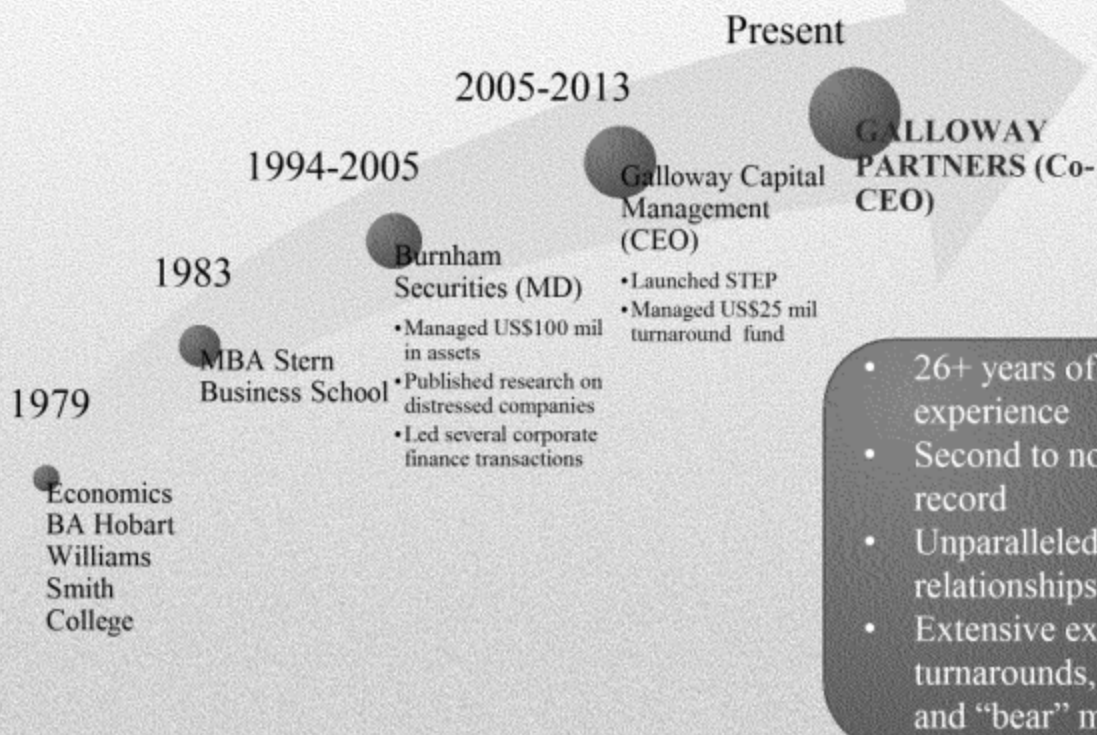 Present
2005-2013
1994-2005
1983
1979
GALLOWAY
PARTNERS (Co-
CEO)
Galloway Capital
Management
(CEO)
•Launched STEP
•Managed US$25 mil
turnaround fund
Burnham
Securities (MD)
•Managed US$100 mil
in assets
•Published research on
distressed companies
•Led several corporate
finance transactions
MBA Stern
Business School
Economics
BA Hobart
Williams
Smith
College
• 26+ years of
experience
• Second to
record
• Unparalleled
relationships
• Extensive
turnarounds,
and “bear”